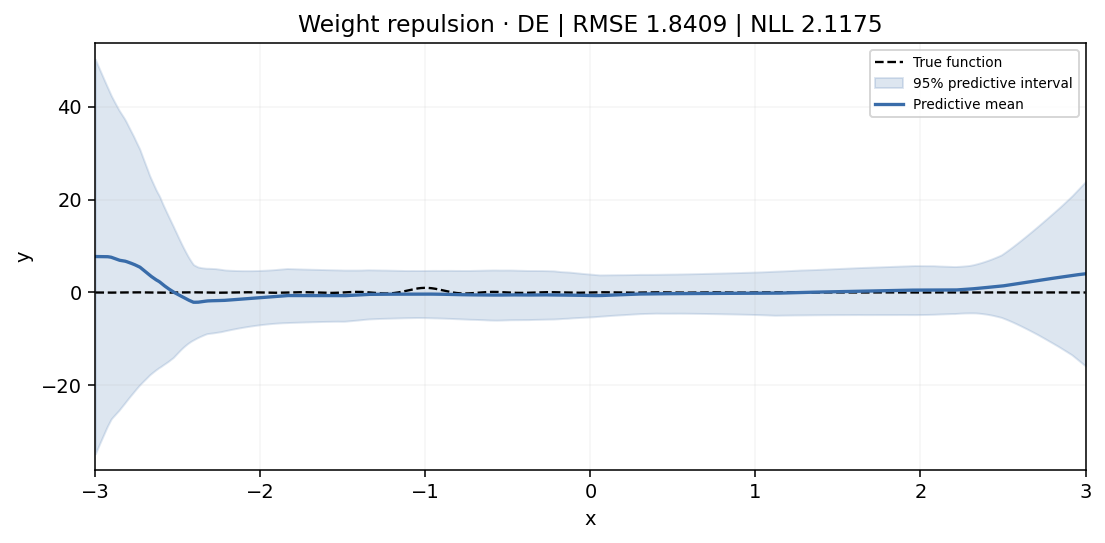 Weight repulsion · DE | RMSE 1.8409 | NLL 2.1175
True function
95% predictive interval
Predictive mean
40
20
0
−20
y
−3 −2 −1 0 1 2 3
x